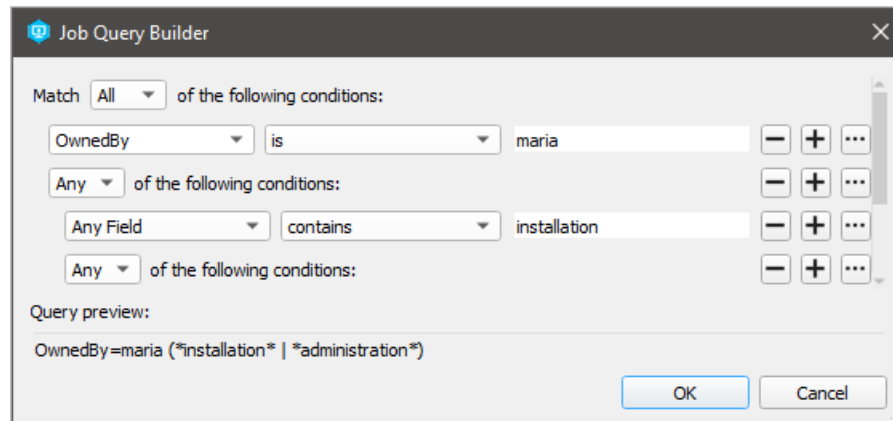 Job Query Builder
Match All of the following conditions:
OwnedBy is maria
Any of the following conditions:
Any Field contains installation
Any of the following conditions:
Query preview:
OwnedBy=maria (*installation* | *administration*)
OK Cancel